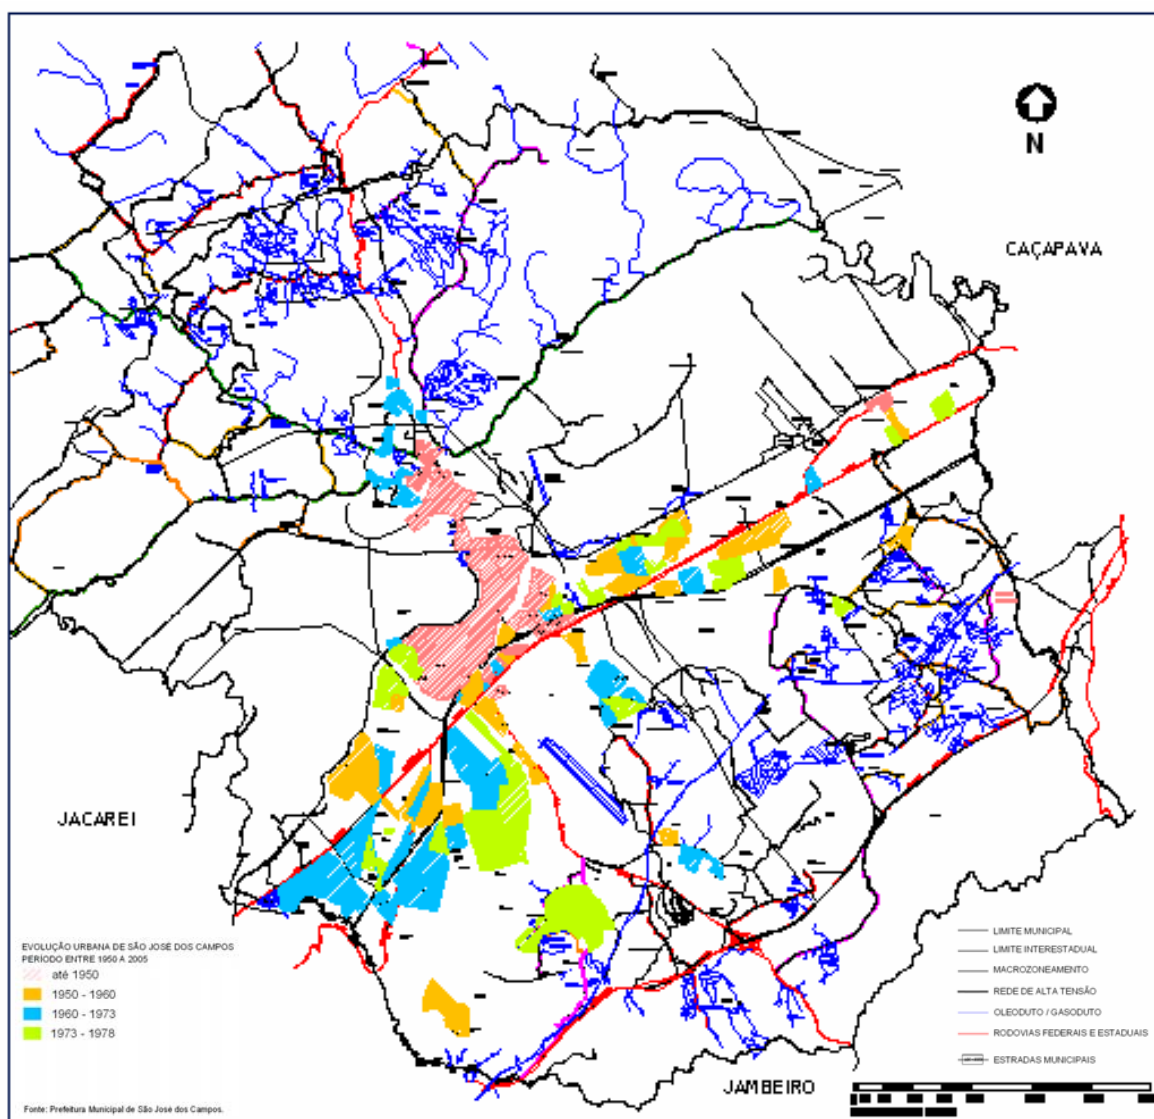 N
CAÇAPAVA
JACAREI
JAMBEIRO
EVOLUÇÃO URBANA DE SÃO JOSÉ DOS CAMPOS
PERÍODO ENTRE 1950 A 2005
até 1950
1950 - 1960
1960 - 1973
1973 - 1978
LIMITE MUNICIPAL
LIMITE INTERESTADUAL
MACROZONEAMENTO
REDE DE ALTA TENSÃO
OLEODUTO / GASODUTO
RODOVIAS FEDERAIS E ESTADUAIS
ESTRADAS MUNICIPAIS
Fonte: Prefeitura Municipal de São José dos Campos.